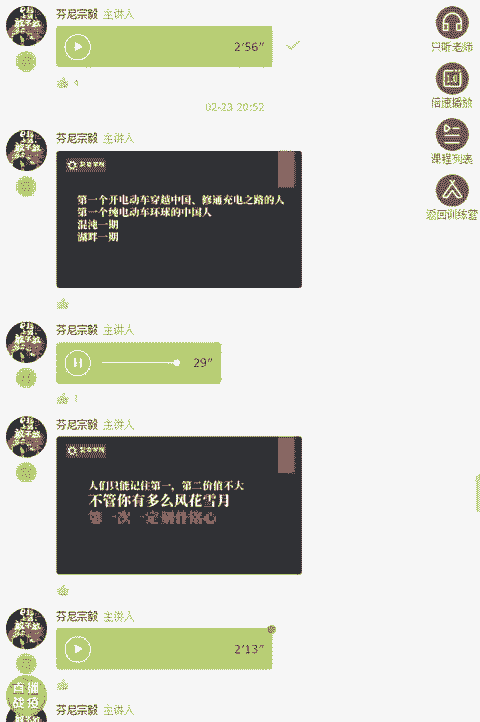 芬尼宗毅 主讲人
2'56"
只听老师
倍速播放
课程列表
返回训练营
02-23 20:52
芬尼宗毅 主讲人
第一个开电动车穿越中国、修通充电之路的人
第一个纯电动车环球的中国人
混沌一期
湖畔一期
芬尼宗毅 主讲人
29"
芬尼宗毅 主讲人
人们只能记住第一，第二价值不大
不管你有多么风花雪月
第一次一定刻骨铭心
芬尼宗毅 主讲人
2'13"
芬尼宗毅 主讲人